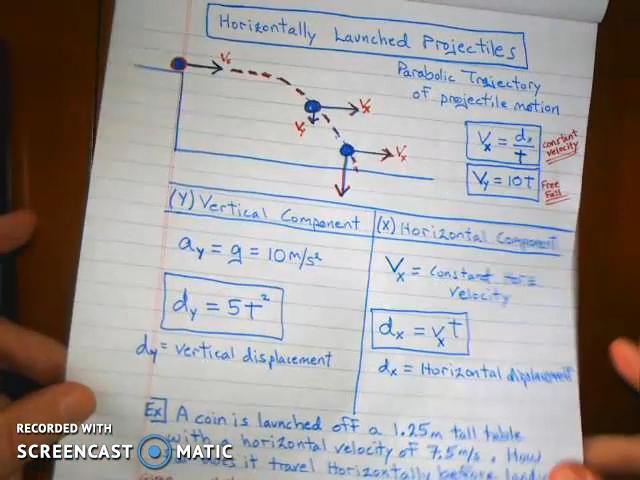 Horizontally Launched Projectiles
Vx
Parabolic Trajectory
of projectile motion
Vx
Vy
Vx
Vx = dx/t
constant
velocity
Vy = 10t
Free
Fall
(Y) Vertical Component
(X) Horizontal Component
ay = g = 10 m/s²
Vx = constant
velocity
dy = 5t²
dx = vx t
dy = vertical displacement
dx = Horizontal displacement
Ex A coin is launched off a 1.25m tall table
with a horizontal velocity of 7.5 m/s. How
does it travel Horizontally before
RECORDED WITH
SCREENCAST O MATIC